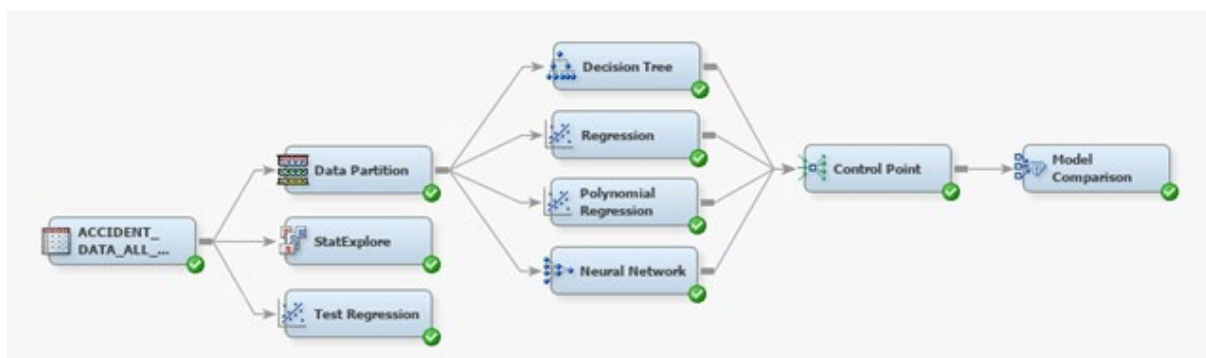 ACCIDENT_
DATA_ALL_...
Data Partition
StatExplore
Test Regression
Decision Tree
Regression
Polynomial
Regression
Neural Network
Control Point
Model
Comparison